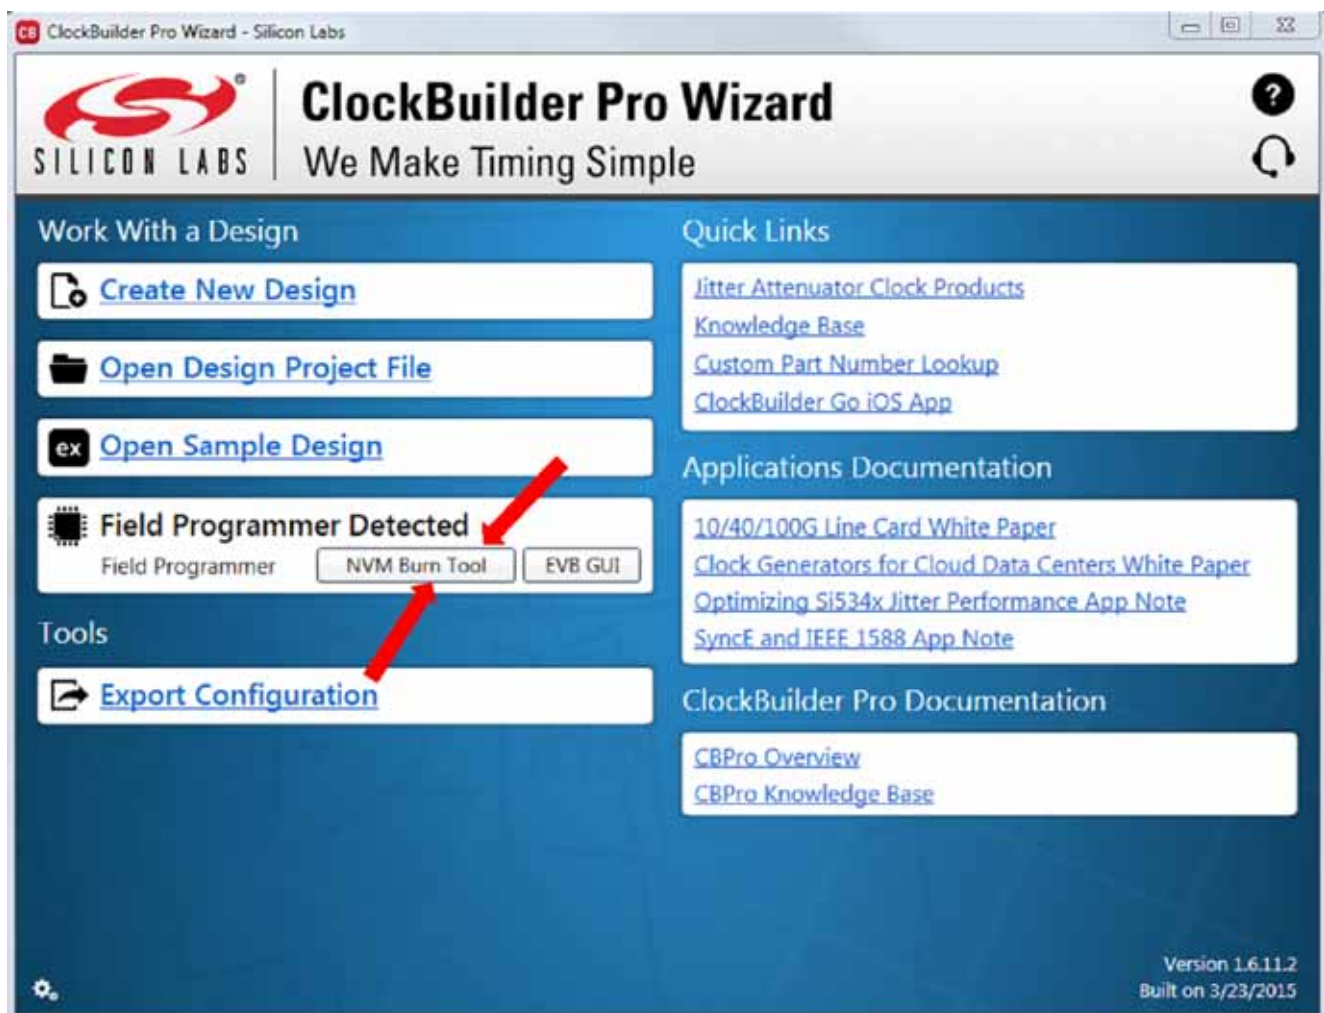 CB ClockBuilder Pro Wizard - Silicon Labs
SILICON LABS
ClockBuilder Pro Wizard
We Make Timing Simple
?
Work With a Design
Create New Design
Open Design Project File
ex Open Sample Design
Field Programmer Detected
Field Programmer NVM Burn Tool EVB GUI
Tools
Export Configuration
Quick Links
Jitter Attenuator Clock Products
Knowledge Base
Custom Part Number Lookup
ClockBuilder Go iOS App
Applications Documentation
10/40/100G Line Card White Paper
Clock Generators for Cloud Data Centers White Paper
Optimizing Si534x Jitter Performance App Note
SyncE and IEEE 1588 App Note
ClockBuilder Pro Documentation
CBPro Overview
CBPro Knowledge Base
Version 1.6.11.2
Built on 3/23/2015